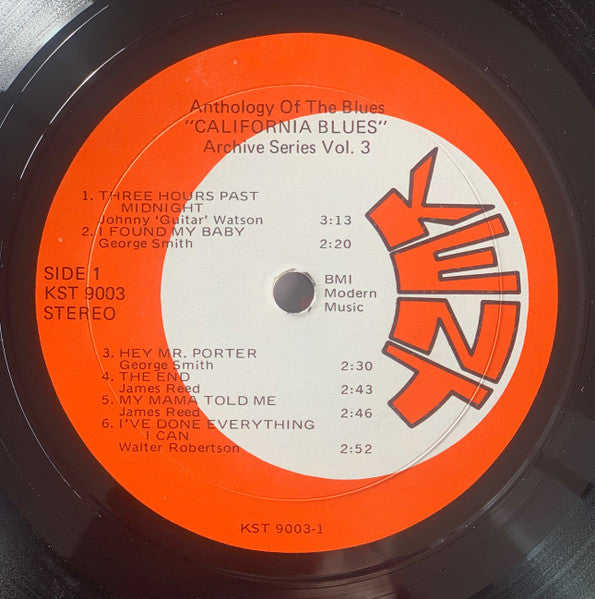 Anthology Of The Blues
"CALIFORNIA BLUES"
Archive Series Vol. 3
1. THREE HOURS PAST
MIDNIGHT
Johnny 'Guitar' Watson 3:13
2. I FOUND MY BABY
George Smith 2:20
SIDE 1
KST 9003
STEREO
BMI
Modern
Music
KENT
3. HEY MR. PORTER
George Smith 2:30
4. THE END
James Reed 2:43
5. MY MAMA TOLD ME
James Reed 2:46
6. I'VE DONE EVERYTHING
I CAN
Walter Robertson 2:52
KST 9003-1